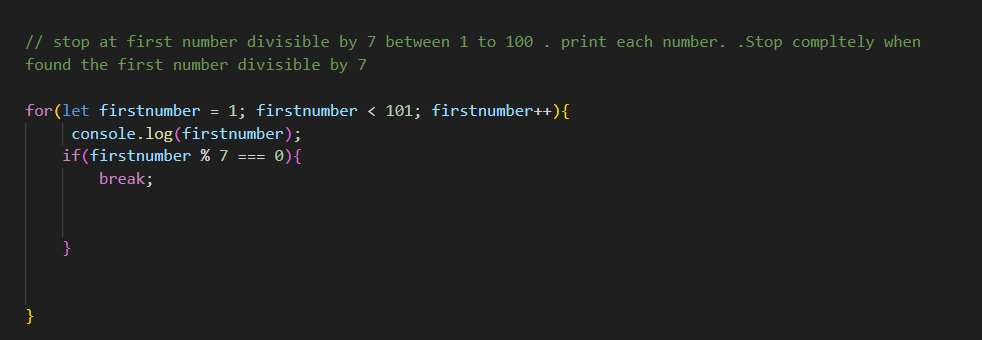 // stop at first number divisible by 7 between 1 to 100 . print each number. .Stop compltely when
found the first number divisible by 7
for(let firstnumber = 1; firstnumber < 101; firstnumber++){
console.log(firstnumber);
if(firstnumber % 7 === 0){
break;
}
}